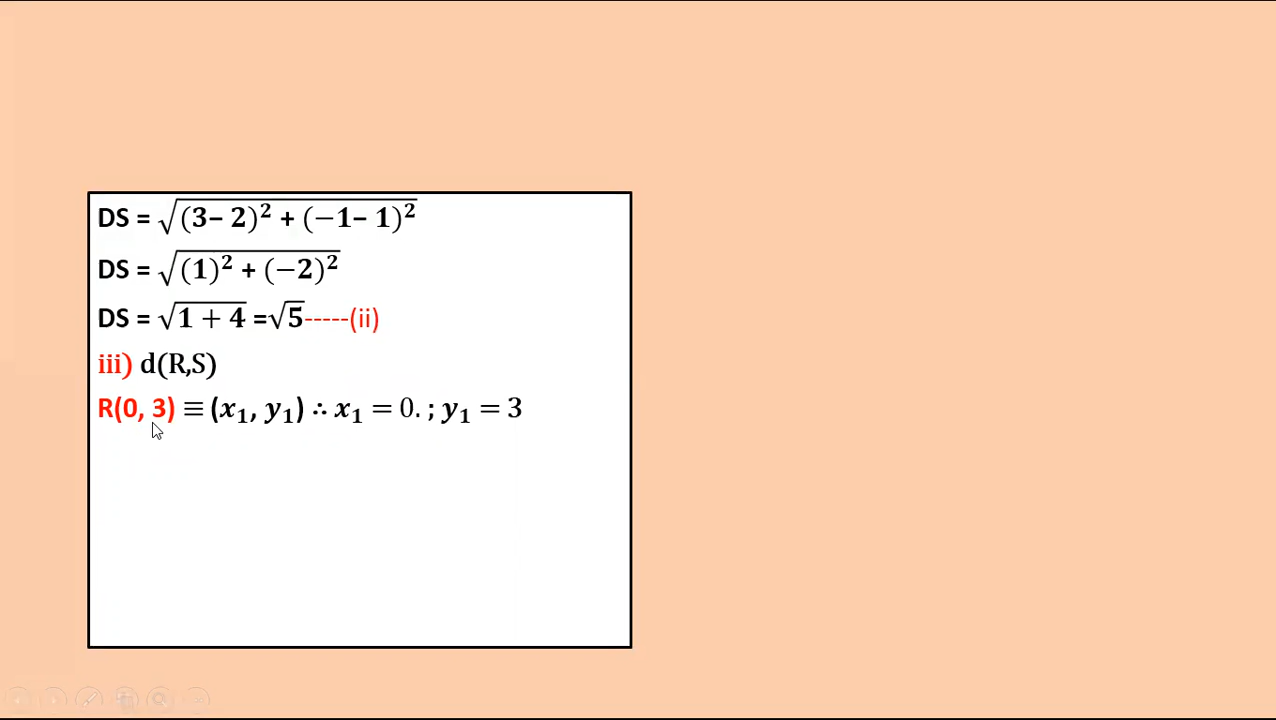 DS = √(3– 2)² + (−1– 1)²
DS = √(1)² + (−2)²
DS = √1 + 4 =√5-----(ii)
iii) d(R,S)
R(0, 3) ≡ (x₁, y₁) ∴ x₁ = 0. ; y₁ = 3